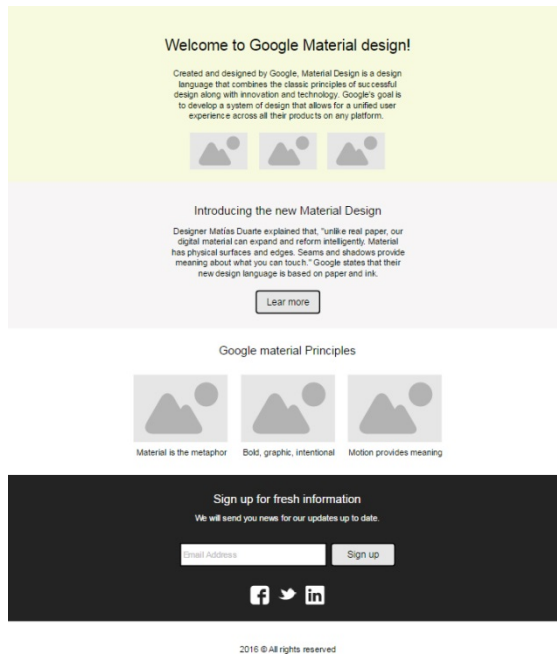 Welcome to Google Material design!
Created and designed by Google, Material Design is a design
language that combines the classic principles of successful
design along with innovation and technology. Google's goal is
to develop a system of design that allows for a unified user
experience across all their products on any platform.
Introducing the new Material Design
Designer Matías Duarte explained that, "unlike real paper, our
digital material can expand and reform intelligently. Material
has physical surfaces and edges. Seams and shadows provide
meaning about what you can touch." Google states that their
new design language is based on paper and ink.
Lear more
Google material Principles
Material is the metaphor
Bold, graphic, intentional
Motion provides meaning
Sign up for fresh information
We will send you news for our updates up to date.
Email Address
Sign up
2016 © All rights reserved